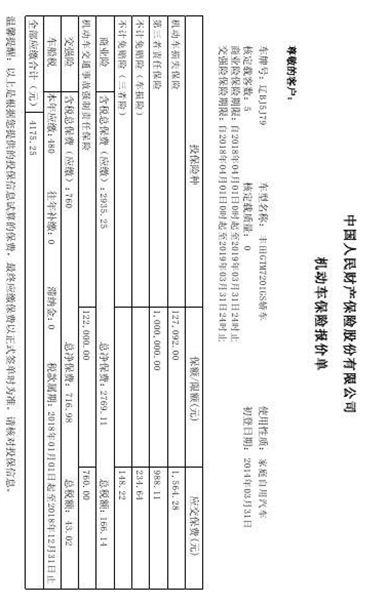 中国人民财产保险股份有限公司
机动车保险报价单
尊敬的客户：
车牌号：辽BJ5J79 车型名称：丰田GTM7201GS轿车 使用性质：家庭自用汽车
核定载客数：5 核定载质量：0 初登日期：2014年03月31日
商业险保险期限：自2018年04月01日0时起至2019年03月31日24时止
交强险保险期限：自2018年04月01日0时起至2019年03月31日24时止
投保险种 保额/限额(元) 应交保费(元)
机动车损失保险 127,092.00 1,564.28
第三者责任保险 1,000,000.00 988.11
不计免赔险（车损险） 234.64
不计免赔险（三者险） 148.22
商业险 含税总保费（应缴）：2935.25 总净保费：2769.11 总税额：166.14
机动车交通事故强制责任保险 122,000.00 760.00
交强险 含税总保费（应缴）：760 总净保费：716.98 总税额：43.02
车船税 本年应缴：480 往年补缴：0 滞纳金：0 税款属期：2018年01月01日起至2018年12月31日止
全部应缴合计（元） 4175.25
温馨提醒：以上是根据您提供的投保信息试算的保费，最终应缴保费以正式签单时为准，请核对投保信息。